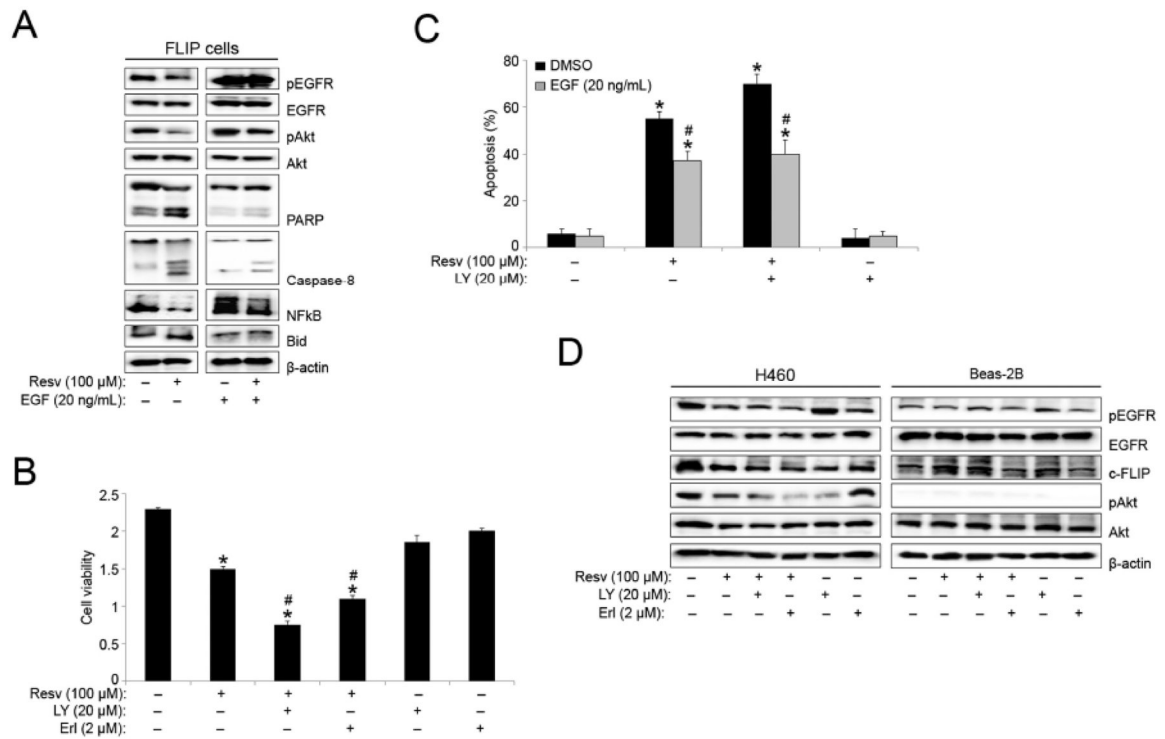 A
FLIP cells
pEGFR
EGFR
pAkt
Akt
PARP
Caspase-8
NFkB
Bid
β-actin
Resv (100 µM): – + – +
EGF (20 ng/mL): + +
B
Cell viability
2.5
2
1.5
1
0.5
0
*
#
*
#
*
Resv (100 µM): – + + + – –
LY (20 µM): – – + – + –
Erl (2 µM): – – – + – +
C
DMSO
EGF (20 ng/mL)
Apoptosis (%)
80
60
40
20
0
*
#
*
*
#
*
Resv (100 µM): – + + –
LY (20 µM): – – + +
D
H460 Beas-2B
pEGFR
EGFR
c-FLIP
pAkt
Akt
β-actin
Resv (100 µM): – + + + – – – + + + – –
LY (20 µM): – – + – + – – – + – + –
Erl (2 µM): – – – + – + – – – + – +